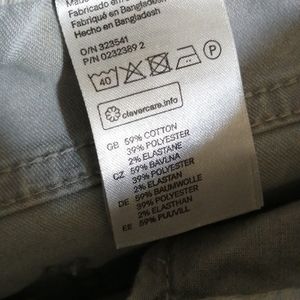 Fabricado en Bangladesh
Fabriqué en Bangladesh
Hecho en Bangladesh
O/N 323541
P/N 0232389 2
40
P
clevercare.info
GB 59% COTTON
39% POLYESTER
2% ELASTANE
CZ 59% BAVLNA
39% POLYESTER
2% ELASTAN
DE 59% BAUMWOLLE
39% POLYESTER
2% ELASTHAN
EE 59% PUUVILL